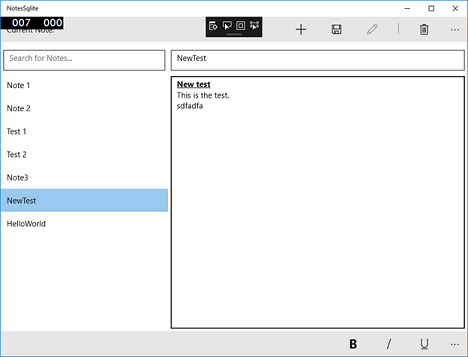 NotesSqlite
007 000
Current Note:
Search for Notes...
NewTest
Note 1
Note 2
Test 1
Test 2
Note3
NewTest
HelloWorld
New test
This is the test.
sdfadfa
B I U ...